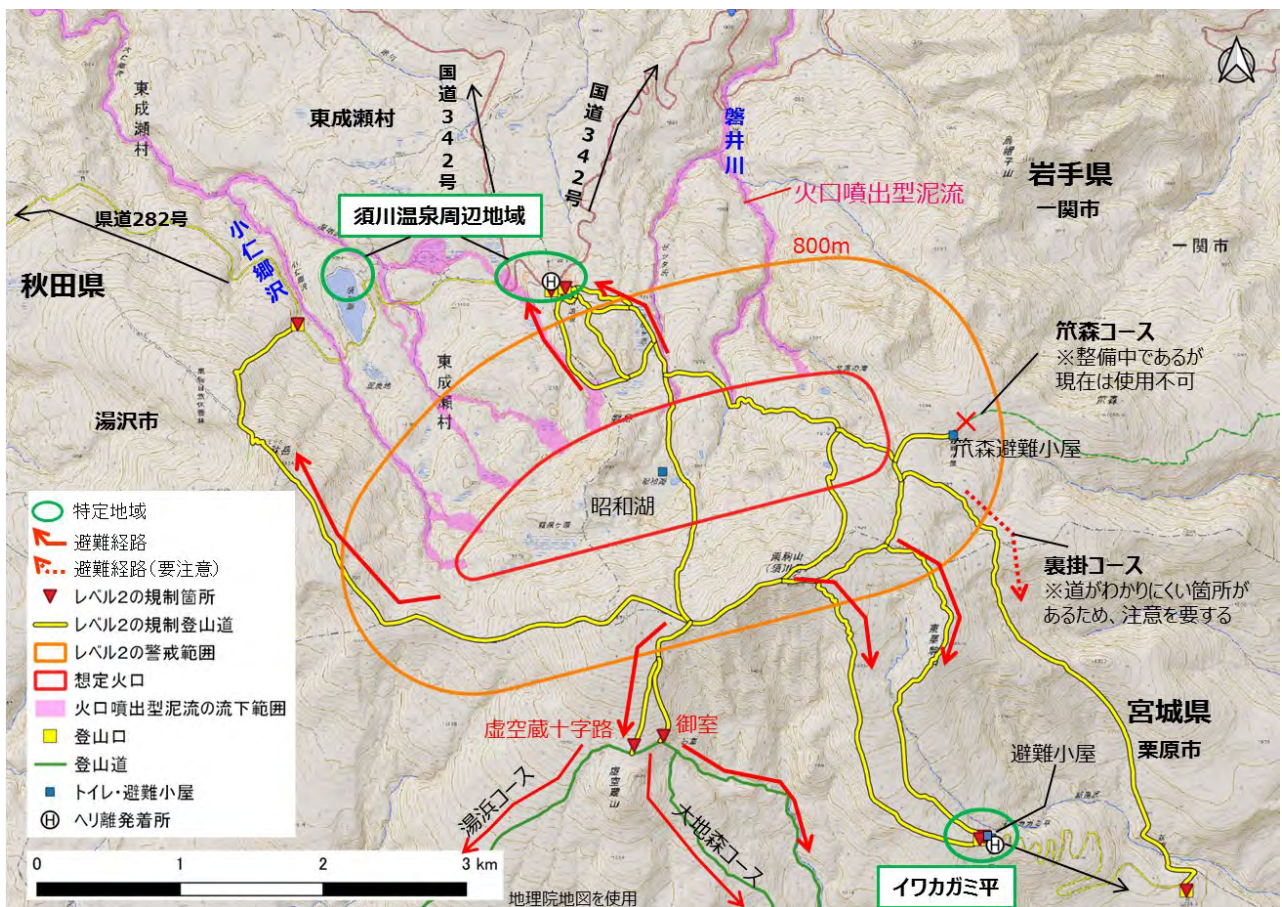 国道342号
国道342号
磐井川
東成瀬村
東成瀬村
岩手県
一関市
一関市
火口噴出型泥流
須川温泉周辺地域
800m
県道282号
小仁郷沢
秋田県
笊森コース
※整備中であるが
現在は使用不可
東成瀬村
湯沢市
笊森避難小屋
昭和湖
裏掛コース
※道がわかりにくい箇所が
あるため、注意を要する
宮城県
栗原市
虚空蔵十字路
御室
避難小屋
湯浜コース
大地森コース
イワカガミ平
特定地域
避難経路
避難経路(要注意)
レベル2の規制箇所
レベル2の規制登山道
レベル2の警戒範囲
想定火口
火口噴出型泥流の流下範囲
登山口
登山道
トイレ・避難小屋
H ヘリ離発着所
H
H
0 1 2 3 km
地理院地図を使用